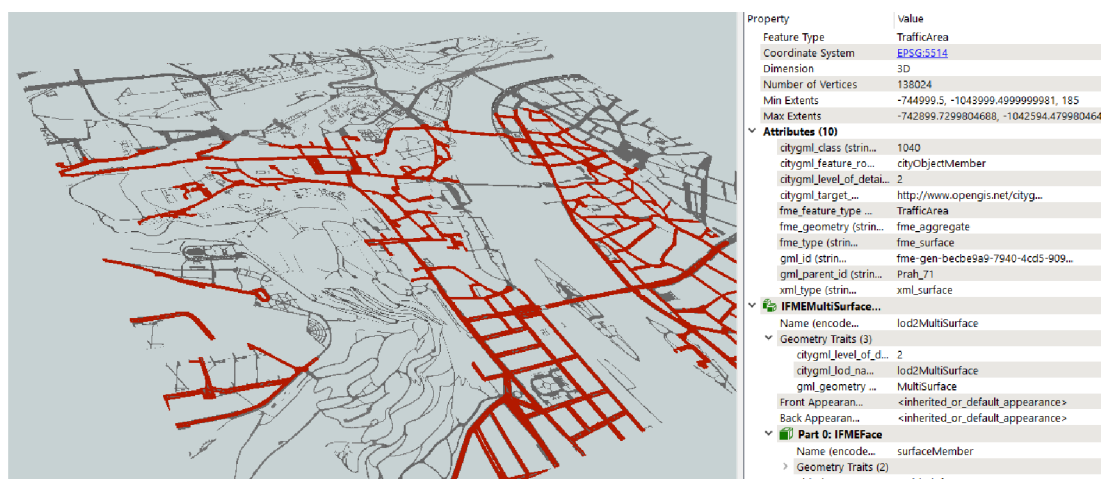 Property Value
Feature Type TrafficArea
Coordinate System EPSG:5514
Dimension 3D
Number of Vertices 138024
Min Extents -744999.5, -1043999.4999999981, 185
Max Extents -742899.7299804688, -1042594.479980464
Attributes (10)
citygml_class (strin... 1040
citygml_feature_ro... cityObjectMember
citygml_level_of_detai... 2
citygml_target_... http://www.opengis.net/cityg...
fme_feature_type ... TrafficArea
fme_geometry (strin... fme_aggregate
fme_type (strin... fme_surface
gml_id (strin... fme-gen-becbe9a9-7940-4cd5-909...
gml_parent_id (strin... Prah_71
xml_type (strin... xml_surface
IFMEMultiSurface...
Name (encode... lod2MultiSurface
Geometry Traits (3)
citygml_level_of_d... 2
citygml_lod_na... lod2MultiSurface
gml_geometry ... MultiSurface
Front Appearan... <inherited_or_default_appearance>
Back Appearan... <inherited_or_default_appearance>
Part 0: IFMEFace
Name (encode... surfaceMember
Geometry Traits (2)